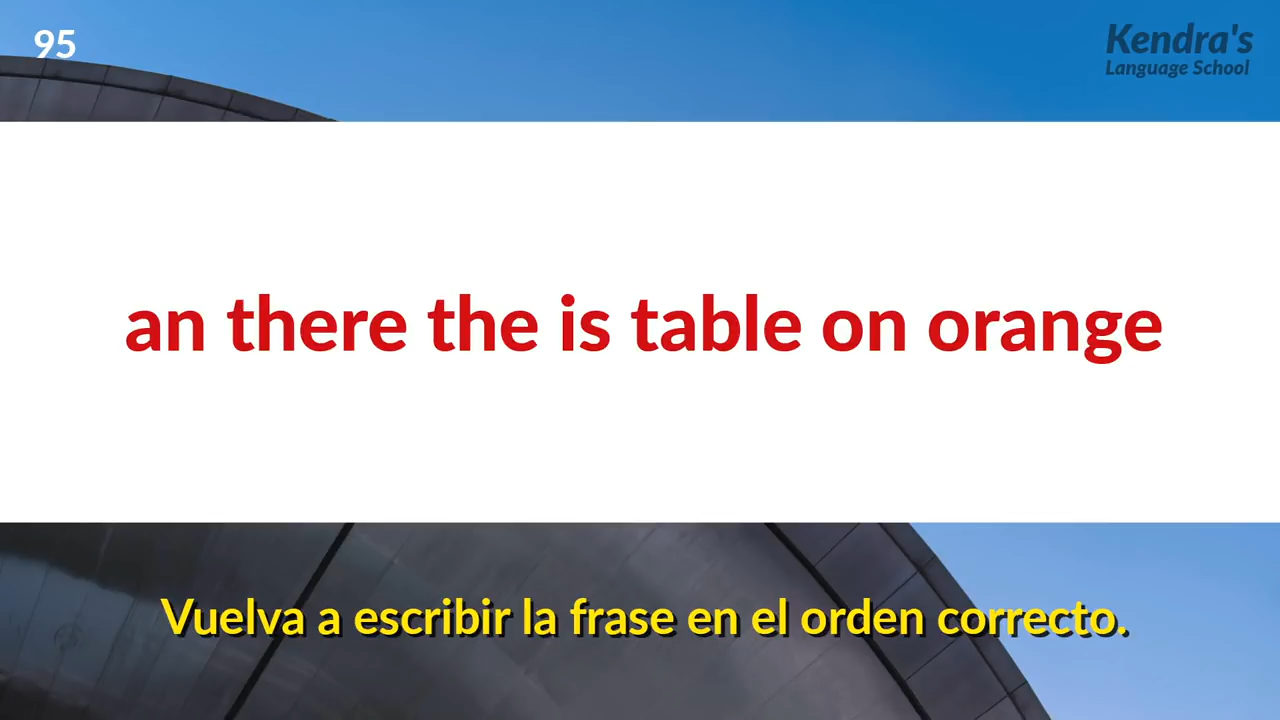 95
Kendra's
Language School
an there the is table on orange
Vuelva a escribir la frase en el orden correcto.